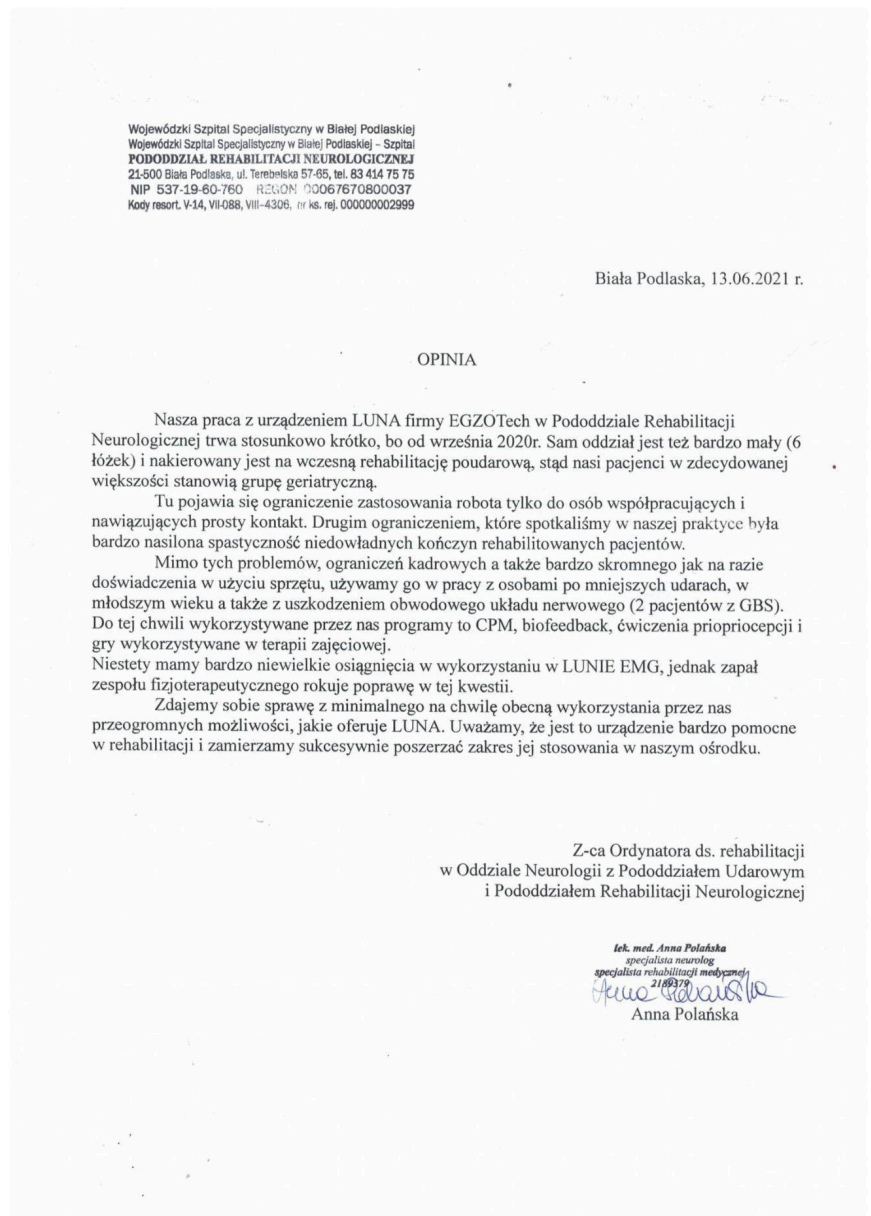 Wojewódzki Szpital Specjalistyczny w Białej Podlaskiej
Wojewódzki Szpital Specjalistyczny w Białej Podlaskiej – Szpital
PODODDZIAŁ REHABILITACJI NEUROLOGICZNEJ
21-500 Biała Podlaska, ul. Terebelska 57-65, tel. 83 414 75 75
NIP 537-19-60-760 REGON 00067670800037
Kody resort. V-14, VII-088, VIII-4306, nr ks. rej. 000000002999
Biała Podlaska, 13.06.2021 r.
OPINIA
Nasza praca z urządzeniem LUNA firmy EGZOTech w Pododdziale Rehabilitacji
Neurologicznej trwa stosunkowo krótko, bo od września 2020r. Sam oddział jest też bardzo mały (6
łóżek) i nakierowany jest na wczesną rehabilitację poudarową, stąd nasi pacjenci w zdecydowanej
większości stanowią grupę geriatryczną.
Tu pojawia się ograniczenie zastosowania robota tylko do osób współpracujących i
nawiązujących prosty kontakt. Drugim ograniczeniem, które spotkaliśmy w naszej praktyce była
bardzo nasilona spastyczność niedowładnych kończyn rehabilitowanych pacjentów.
Mimo tych problemów, ograniczeń kadrowych a także bardzo skromnego jak na razie
doświadczenia w użyciu sprzętu, używamy go w pracy z osobami po mniejszych udarach, w
młodszym wieku a także z uszkodzeniem obwodowego układu nerwowego (2 pacjentów z GBS).
Do tej chwili wykorzystywane przez nas programy to CPM, biofeedback, ćwiczenia priopriocepcji i
gry wykorzystywane w terapii zajęciowej.
Niestety mamy bardzo niewielkie osiągnięcia w wykorzystaniu w LUNIE EMG, jednak zapał
zespołu fizjoterapeutycznego rokuje poprawę w tej kwestii.
Zdajemy sobie sprawę z minimalnego na chwilę obecną wykorzystania przez nas
przeogromnych możliwości, jakie oferuje LUNA. Uważamy, że jest to urządzenie bardzo pomocne
w rehabilitacji i zamierzamy sukcesywnie poszerzać zakres jej stosowania w naszym ośrodku.
Z-ca Ordynatora ds. rehabilitacji
w Oddziale Neurologii z Pododdziałem Udarowym
i Pododdziałem Rehabilitacji Neurologicznej
lek. med. Anna Polańska
specjalista neurolog
specjalista rehabilitacji medycznej
2189379
Anna Polańska
Anna Polańska